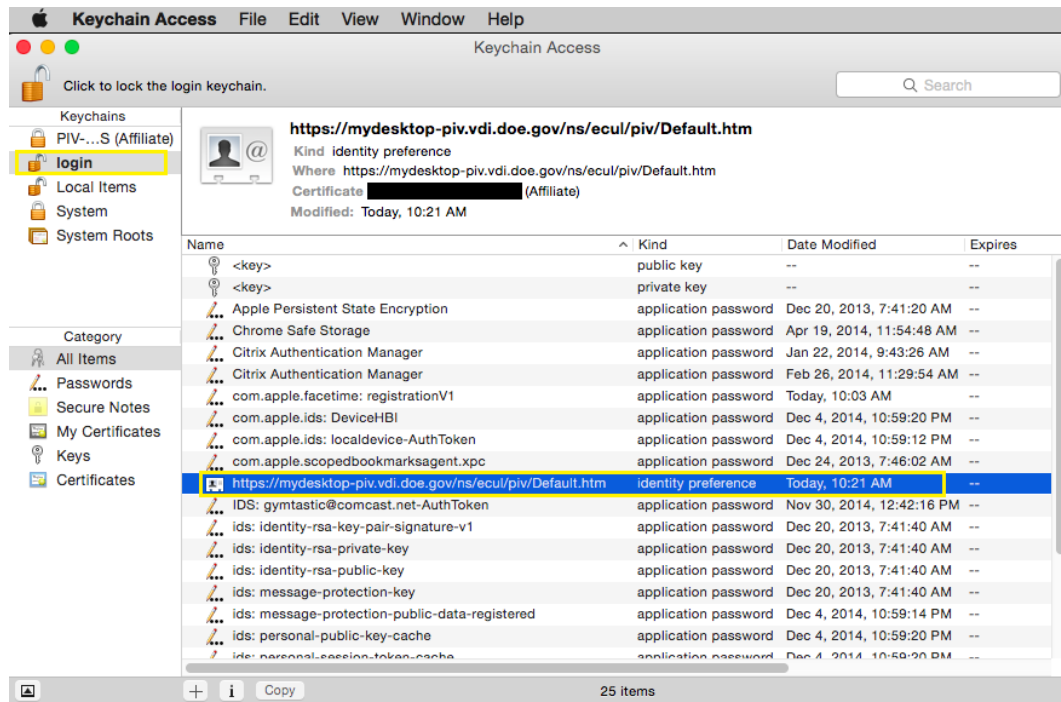 Keychain Access File Edit View Window Help
Keychain Access
Click to lock the login keychain.
Search
Keychains
PIV-...S (Affiliate)
login
Local Items
System
System Roots
https://mydesktop-piv.vdi.doe.gov/ns/ecul/piv/Default.htm
Kind identity preference
Where https://mydesktop-piv.vdi.doe.gov/ns/ecul/piv/Default.htm
Certificate (Affiliate)
Modified: Today, 10:21 AM
Name Kind Date Modified Expires
<key> public key -- --
<key> private key -- --
Apple Persistent State Encryption application password Dec 20, 2013, 7:41:20 AM --
Chrome Safe Storage application password Apr 19, 2014, 11:54:48 AM --
Citrix Authentication Manager application password Jan 22, 2014, 9:43:26 AM --
Citrix Authentication Manager application password Feb 26, 2014, 11:29:54 AM --
com.apple.facetime: registrationV1 application password Today, 10:03 AM --
com.apple.ids: DeviceHBI application password Dec 4, 2014, 10:59:20 PM --
com.apple.ids: localdevice-AuthToken application password Dec 4, 2014, 10:59:12 PM --
com.apple.scopedbookmarksagent.xpc application password Dec 24, 2013, 7:46:02 AM --
https://mydesktop-piv.vdi.doe.gov/ns/ecul/piv/Default.htm identity preference Today, 10:21 AM --
IDS: gymtastic@comcast.net-AuthToken application password Nov 30, 2014, 12:42:16 PM --
ids: identity-rsa-key-pair-signature-v1 application password Dec 20, 2013, 7:41:40 AM --
ids: identity-rsa-private-key application password Dec 20, 2013, 7:41:40 AM --
ids: identity-rsa-public-key application password Dec 20, 2013, 7:41:40 AM --
ids: message-protection-key application password Dec 20, 2013, 7:41:40 AM --
ids: message-protection-public-data-registered application password Dec 4, 2014, 10:59:14 PM --
ids: personal-public-key-cache application password Dec 4, 2014, 10:59:20 PM --
ids: personal-session-token-cache application password Dec 4, 2014, 10:59:20 PM --
Category
All Items
Passwords
Secure Notes
My Certificates
Keys
Certificates
+ i Copy 25 items